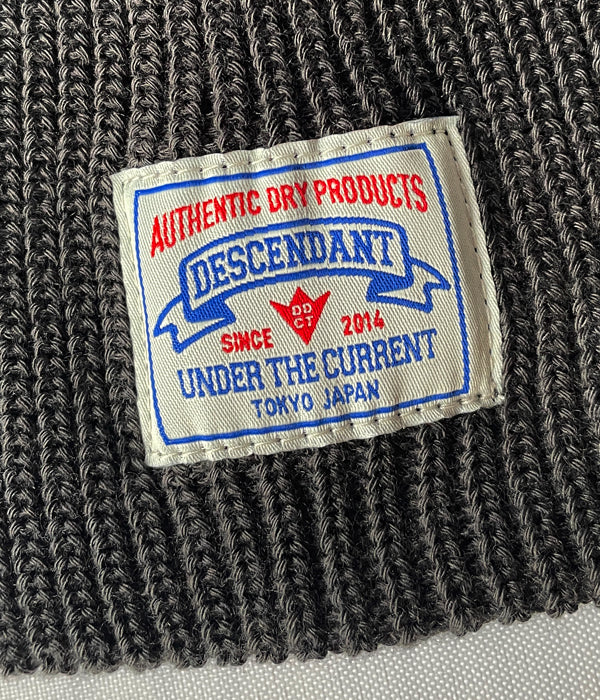 AUTHENTIC DRY PRODUCTS
DESCENDANT
SINCE DD CT 2014
UNDER THE CURRENT
TOKYO JAPAN